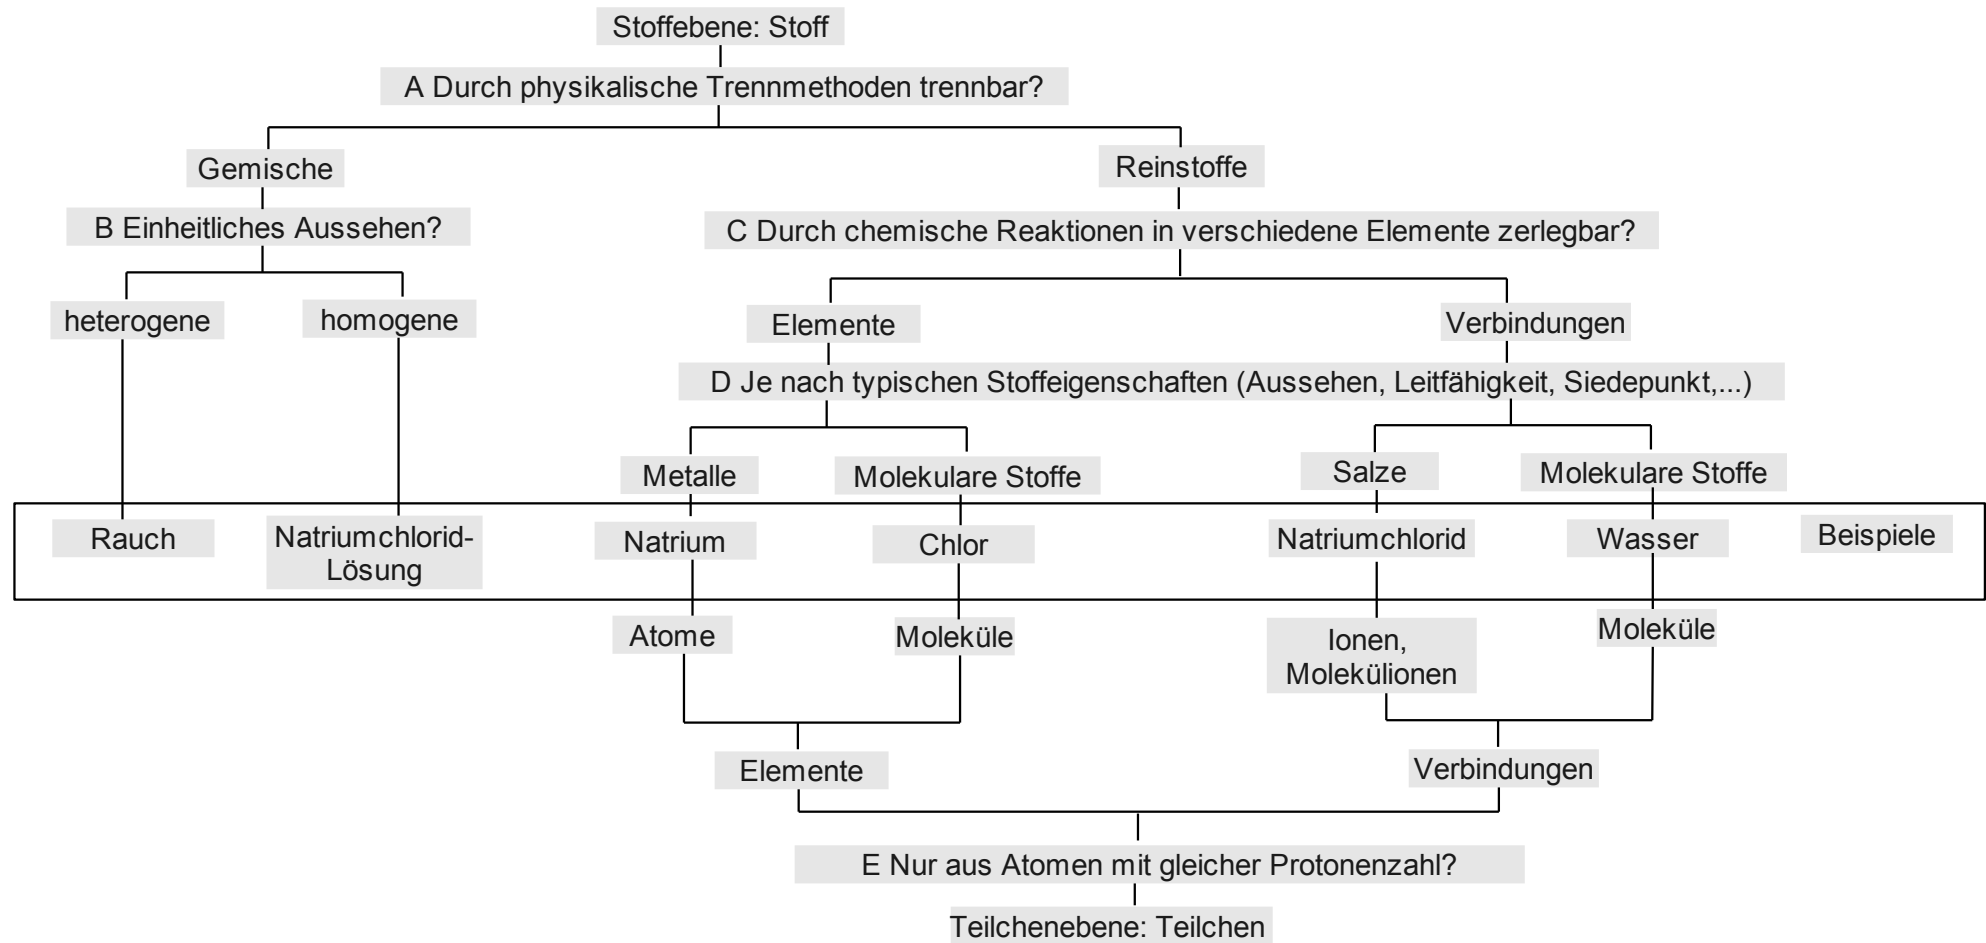 Stoffebene: Stoff
A Durch physikalische Trennmethoden trennbar?
Gemische
Reinstoffe
B Einheitliches Aussehen?
C Durch chemische Reaktionen in verschiedene Elemente zerlegbar?
heterogene
homogene
Elemente
Verbindungen
D Je nach typischen Stoffeigenschaften (Aussehen, Leitfähigkeit, Siedepunkt,...)
Metalle
Molekulare Stoffe
Salze
Molekulare Stoffe
Rauch
Natriumchlorid-
Lösung
Natrium
Chlor
Natriumchlorid
Wasser
Beispiele
Atome
Moleküle
Ionen,
Molekülionen
Moleküle
Elemente
Verbindungen
E Nur aus Atomen mit gleicher Protonenzahl?
Teilchenebene: Teilchen